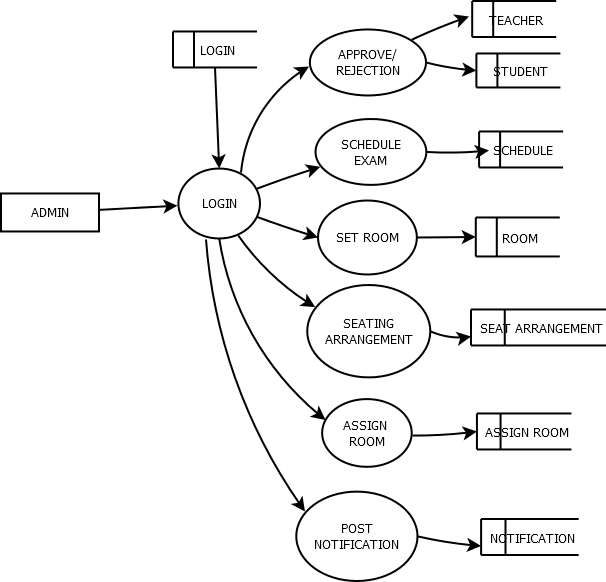 TEACHER
LOGIN
APPROVE/
REJECTION
STUDENT
SCHEDULE
EXAM
SCHEDULE
ADMIN
LOGIN
SET ROOM
ROOM
SEATING
ARRANGEMENT
SEAT ARRANGEMENT
ASSIGN
ROOM
ASSIGN ROOM
POST
NOTIFICATION
NOTIFICATION